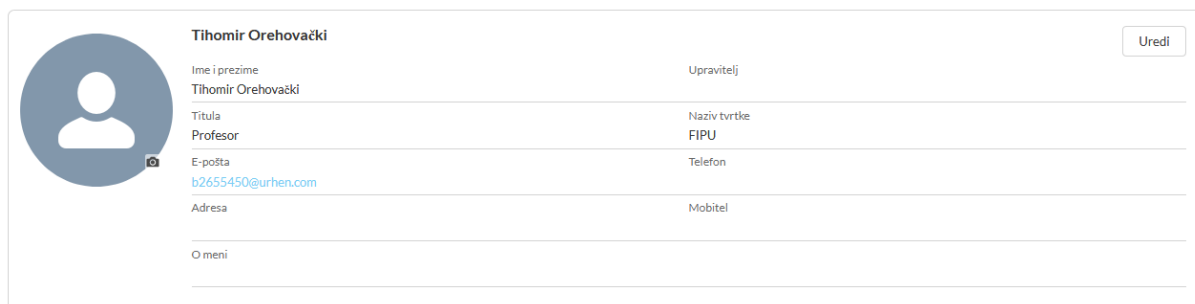 Tihomir Orehovački
Uredi
Ime i prezime
Upravitelj
Tihomir Orehovački
Titula
Naziv tvrtke
Profesor
FIPU
E-pošta
Telefon
b2655450@urhen.com
Adresa
Mobitel
O meni